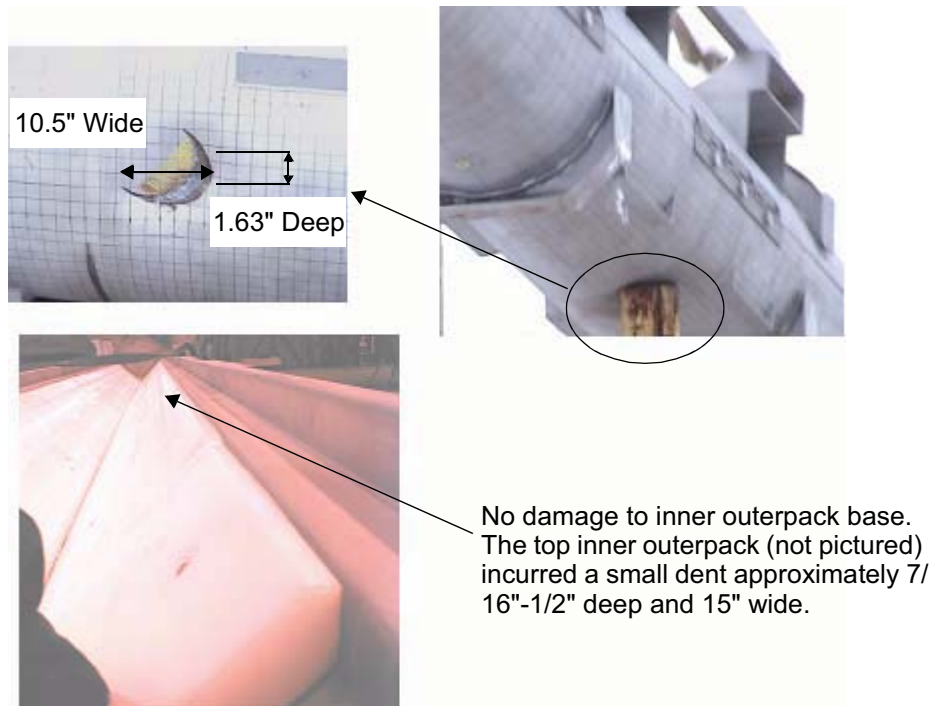 10.5" Wide
1.63" Deep
No damage to inner outerpack base.
The top inner outerpack (not pictured)
incurred a small dent approximately 7/
16"-1/2" deep and 15" wide.